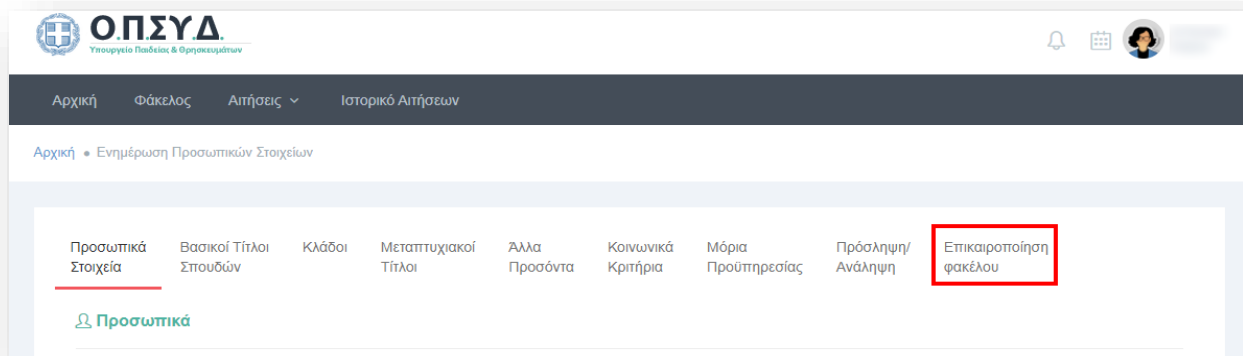 Ο.Π.ΣΥ.Δ.
Υπουργείο Παιδείας & Θρησκευμάτων
Αρχική Φάκελος Αιτήσεις Ιστορικό Αιτήσεων
Αρχική • Ενημέρωση Προσωπικών Στοιχείων
Προσωπικά Στοιχεία
Βασικοί Τίτλοι Σπουδών
Κλάδοι
Μεταπτυχιακοί Τίτλοι
Άλλα Προσόντα
Κοινωνικά Κριτήρια
Μόρια Προϋπηρεσίας
Πρόσληψη/ Ανάληψη
Επικαιροποίηση φακέλου
Προσωπικά